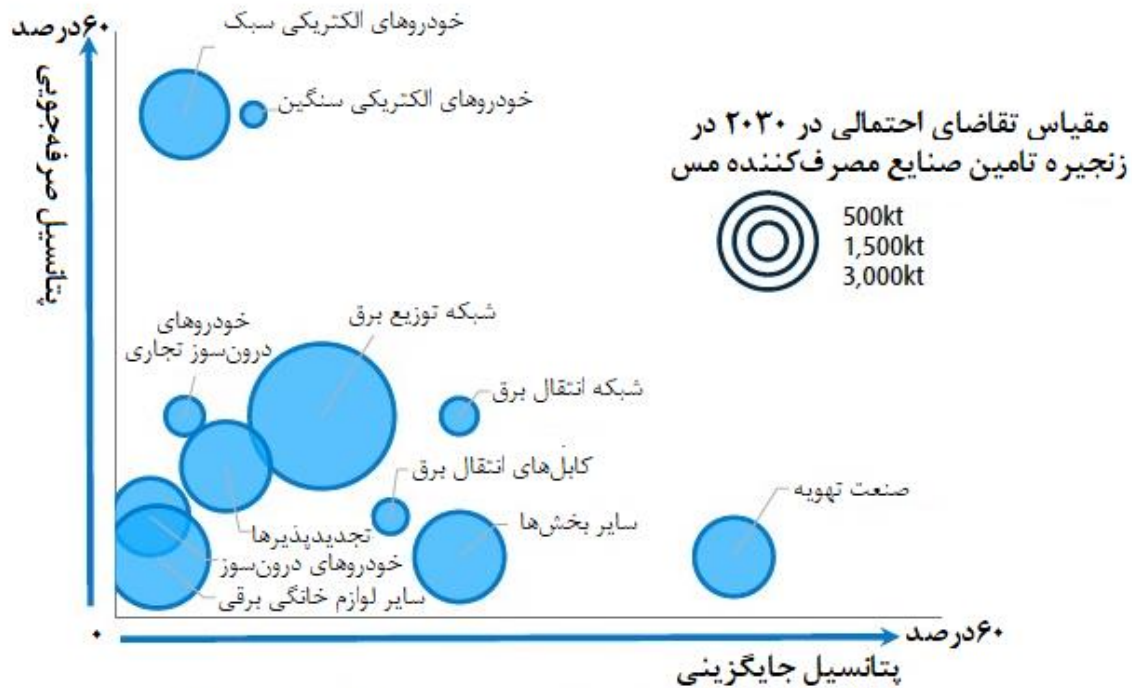 ۶۰درصد
پتانسیل صرفه‌جویی
خودروهای الکتریکی سبک
خودروهای الکتریکی سنگین
مقیاس تقاضای احتمالی در ۲۰۳۰ در
زنجیره تامین صنایع مصرف‌کننده مس
500kt
1,500kt
3,000kt
شبکه توزیع برق
خودروهای
درون‌سوز تجاری
شبکه انتقال برق
کابل‌های انتقال برق
صنعت تهویه
سایر بخش‌ها
تجدیدپذیرها
خودروهای درون‌سوز
سایر لوازم خانگی برقی
۰
۶۰درصد
پتانسیل جایگزینی